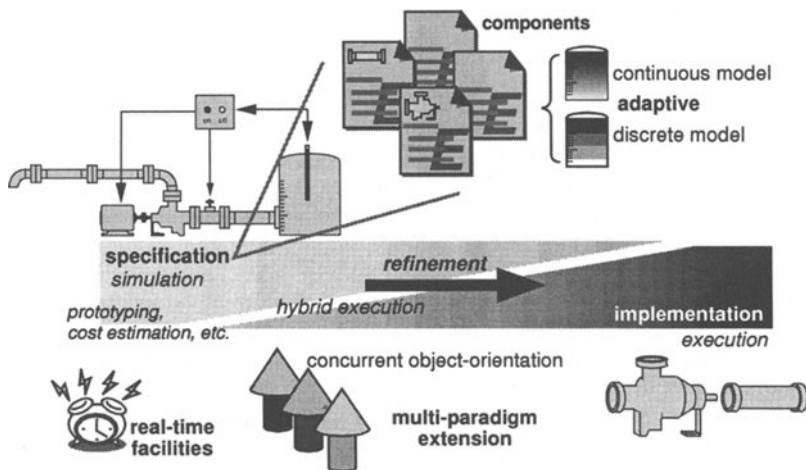 components
continuous model
adaptive
discrete model
on off
specification
simulation
refinement
prototyping,
cost estimation, etc.
hybrid execution
implementation
execution
concurrent object-orientation
real-time
facilities
multi-paradigm
extension